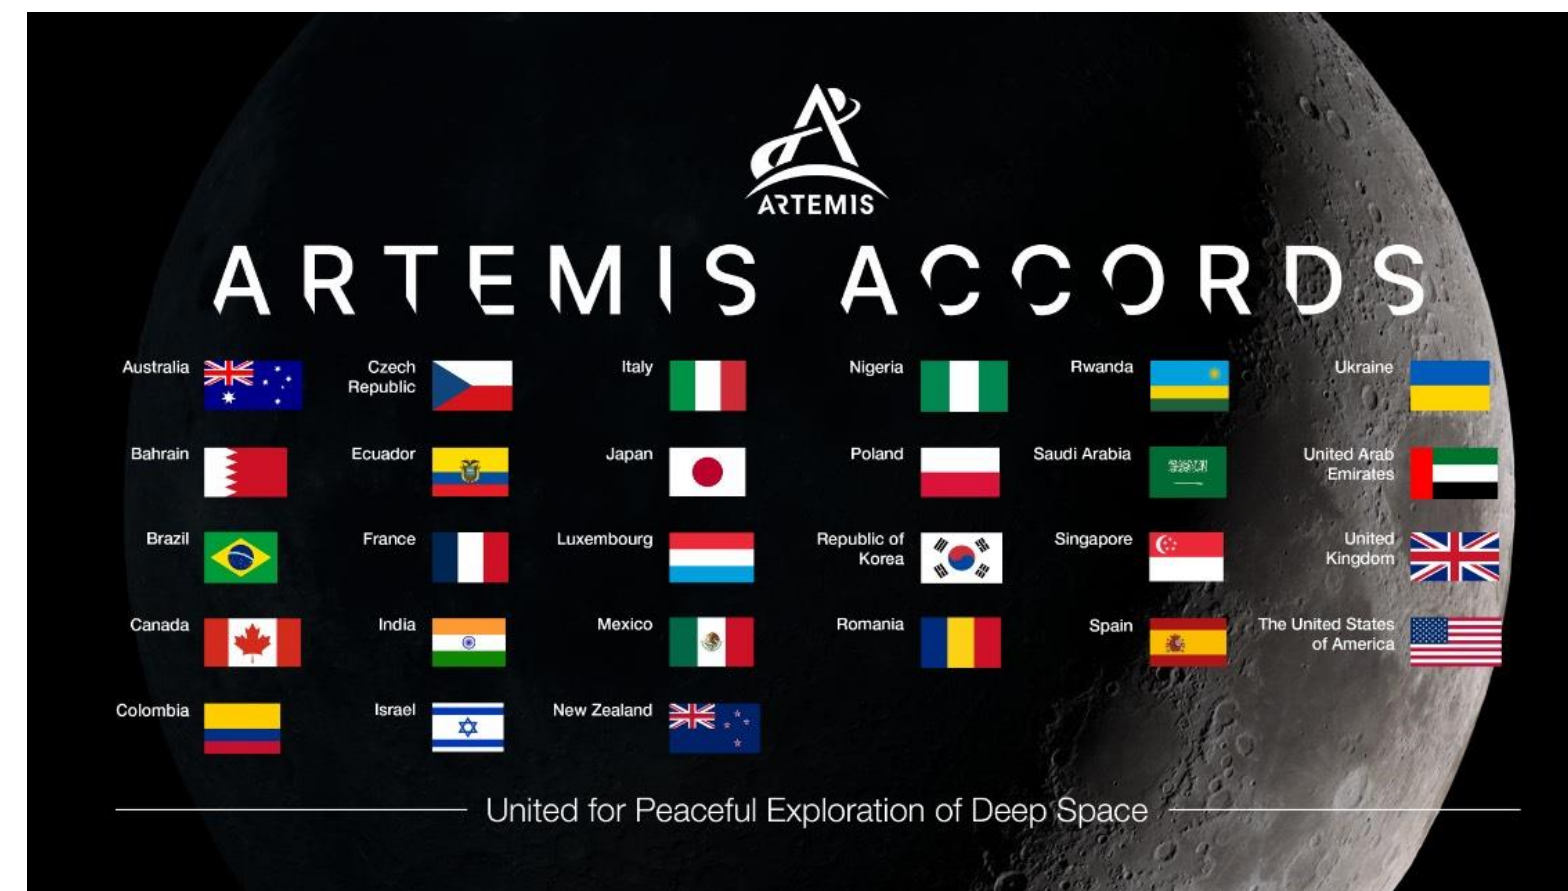 ARTEMIS
ARTEMIS ACCORDS
Australia
Bahrain
Brazil
Canada
Colombia
Czech
Republic
Ecuador
France
India
Israel
Italy
Japan
Luxembourg
Mexico
New Zealand
Nigeria
Poland
Republic of
Korea
Romania
Rwanda
Saudi Arabia
Singapore
Spain
Ukraine
United Arab
Emirates
United
Kingdom
The United States
of America
United for Peaceful Exploration of Deep Space